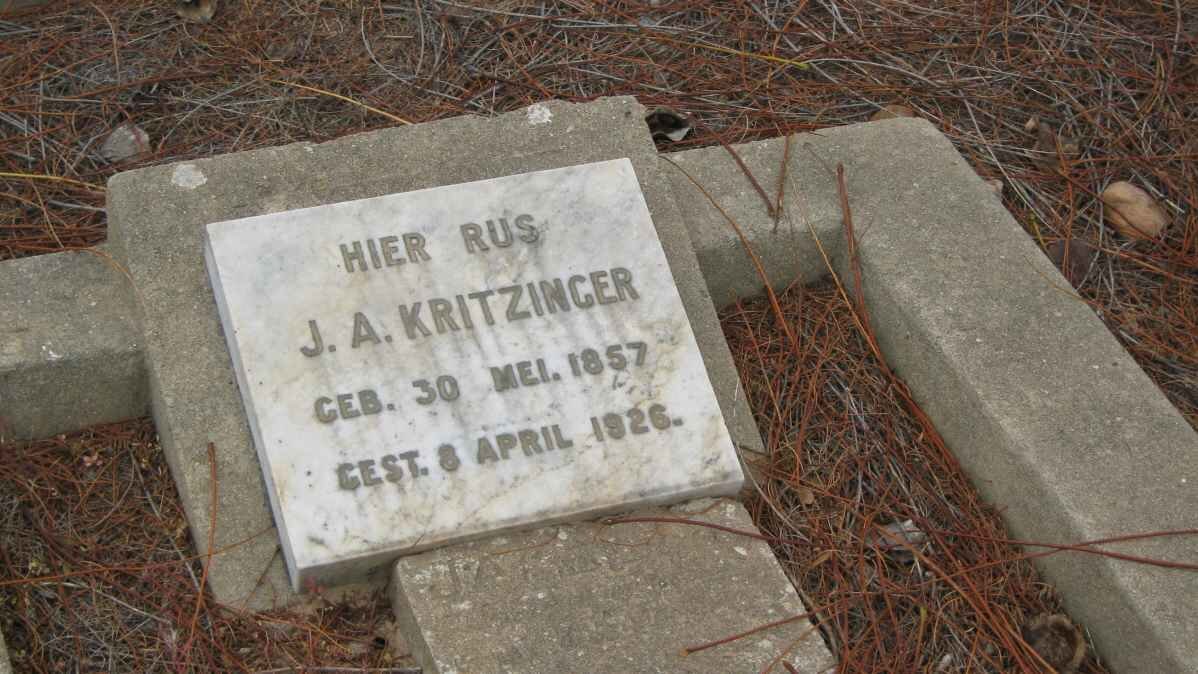 HIER RUS
J. A. KRITZINGER
GEB. 30 MEI. 1857
GEST. 8 APRIL 1926.